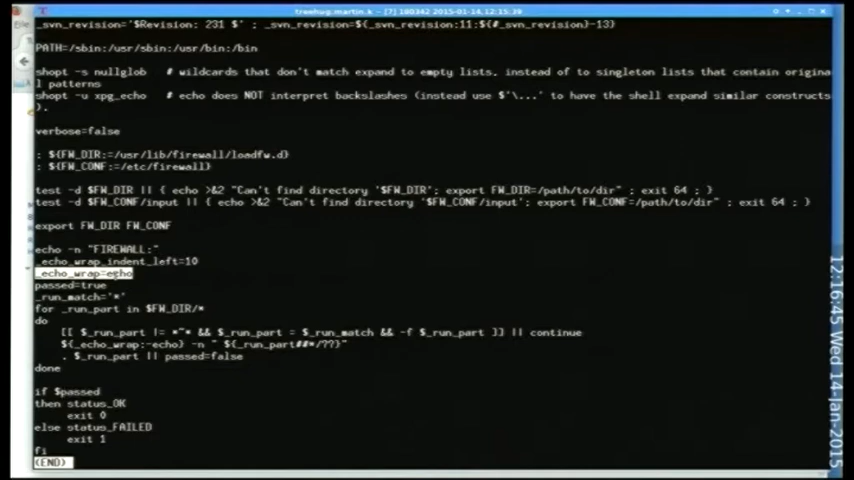 treehug.martin.k - [7] 180342 2015-01-14.12:15:39
_svn_revision='$Revision: 231 $' ; _svn_revision=${_svn_revision:11:${#_svn_revision}-13}
PATH=/sbin:/usr/sbin:/usr/bin:/bin
shopt -s nullglob # wildcards that don't match expand to empty lists, instead of to singleton lists that contain origina
l patterns
shopt -u xpg_echo # echo does NOT interpret backslashes (instead use $'\...' to have the shell expand similar constructs
).
verbose=false
: ${FW_DIR:=/usr/lib/firewall/loadfw.d}
: ${FW_CONF:=/etc/firewall}
test -d $FW_DIR || { echo >&2 "Can't find directory '$FW_DIR'; export FW_DIR=/path/to/dir" ; exit 64 ; }
test -d $FW_CONF/input || { echo >&2 "Can't find directory '$FW_CONF/input'; export FW_CONF=/path/to/dir" ; exit 64 ; }
export FW_DIR FW_CONF
echo -n "FIREWALL:"
_echo_wrap_indent_left=10
_echo_wrap=echo
passed=true
_run_match='*'
for _run_part in $FW_DIR/*
do
[[ $_run_part != *~* && $_run_part = $_run_match && -f $_run_part ]] || continue
${_echo_wrap:-echo} -n " ${_run_part##*/??}"
. $_run_part || passed=false
done
if $passed
then status_OK
exit 0
else status_FAILED
exit 1
fi
(END)
12:16:45 Wed 14-Jan-2015